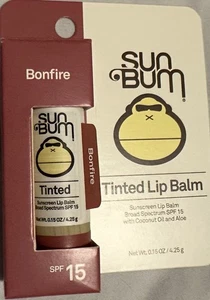 Bonfire
SUN
BUM
Bonfire
Tinted
Sunscreen Lip Balm
Broad Spectrum SPF 15
Net Wt. 0.15 OZ / 4.25 g
SPF 15
SUN
BUM
Tinted Lip Balm
Sunscreen Lip Balm
Broad Spectrum SPF 15
with Coconut Oil and Aloe
Net Wt. 0.15 OZ / 4.25 g